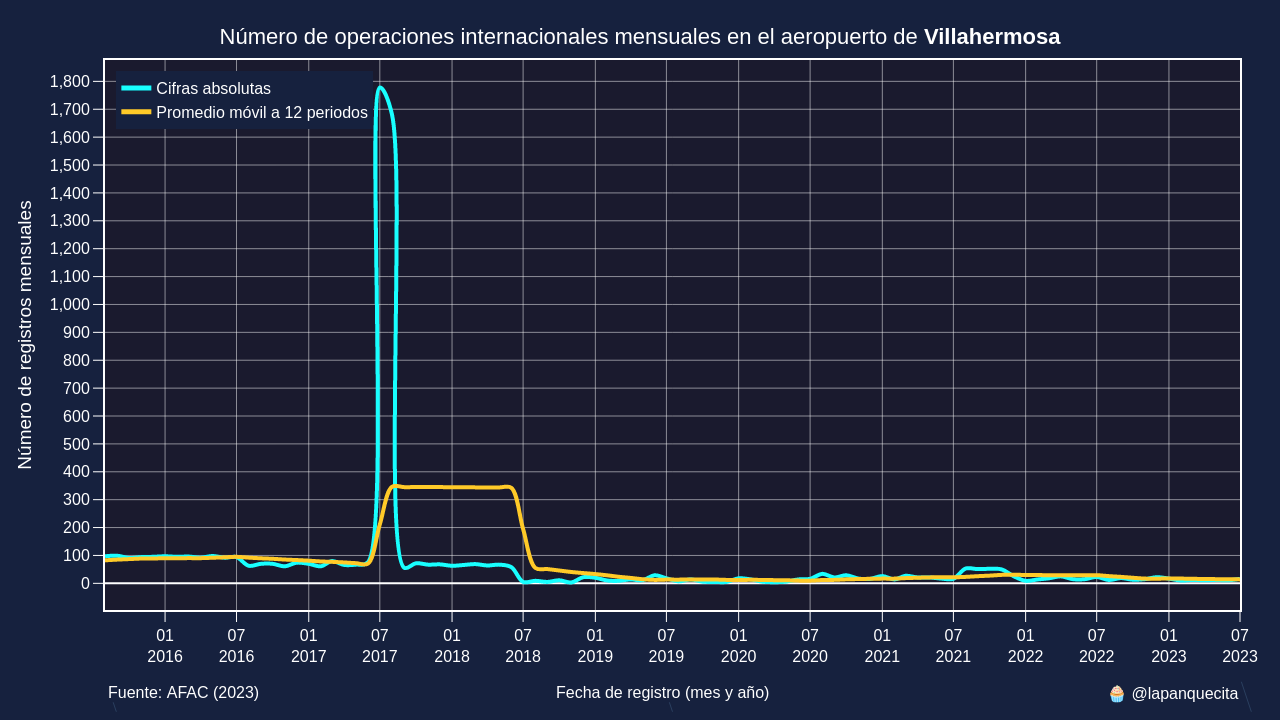 Número de operaciones internacionales mensuales en el aeropuerto de Villahermosa
Cifras absolutas
Promedio móvil a 12 periodos
Número de registros mensuales
1,800
1,700
1,600
1,500
1,400
1,300
1,200
1,100
1,000
900
800
700
600
500
400
300
200
100
0
01 07 01 07 01 07 01 07 01 07 01 07 01 07 01 07
2016 2016 2017 2017 2018 2018 2019 2019 2020 2020 2021 2021 2022 2022 2023 2023
Fuente: AFAC (2023)
Fecha de registro (mes y año)
🧁 @lapanquecita